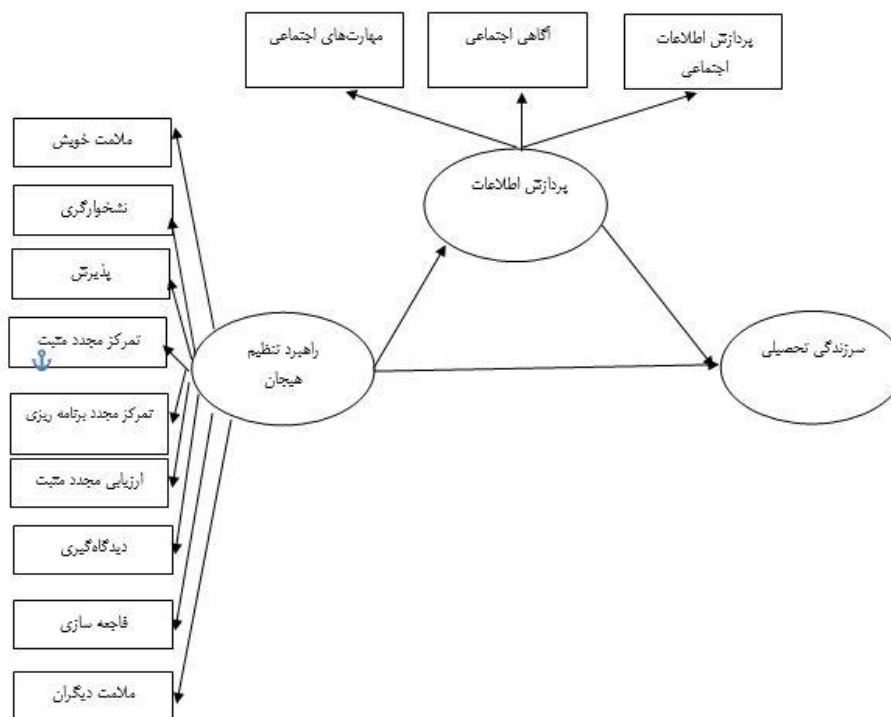 مهارت‌های اجتماعی
آگاهی اجتماعی
پردازش اطلاعات
اجتماعی
پردازش اطلاعات
ملامت خویش
نشخوارگری
پذیرش
تمرکز مجدد مثبت
تمرکز مجدد برنامه ریزی
ارزیابی مجدد مثبت
دیدگاه‌گیری
فاجعه سازی
ملامت دیگران
راهبرد تنظیم
هیجان
سرزندگی تحصیلی